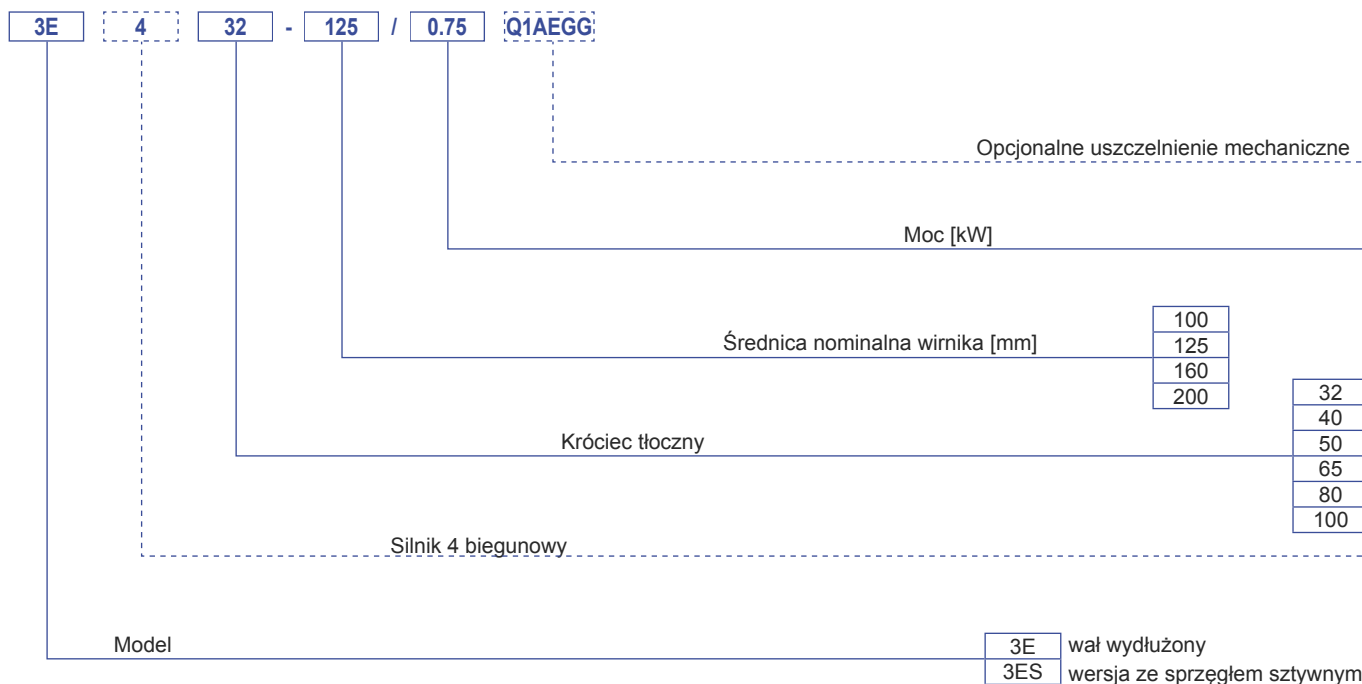 3E 4 32 - 125 / 0.75 Q1AEGG
Opcjonalne uszczelnienie mechaniczne
Moc [kW]
100
Średnica nominalna wirnika [mm] 125
160
200
32
40
Króciec tłoczny 50
65
80
100
Silnik 4 biegunowy
Model 3E wał wydłużony
3ES wersja ze sprzęgłem sztywnym